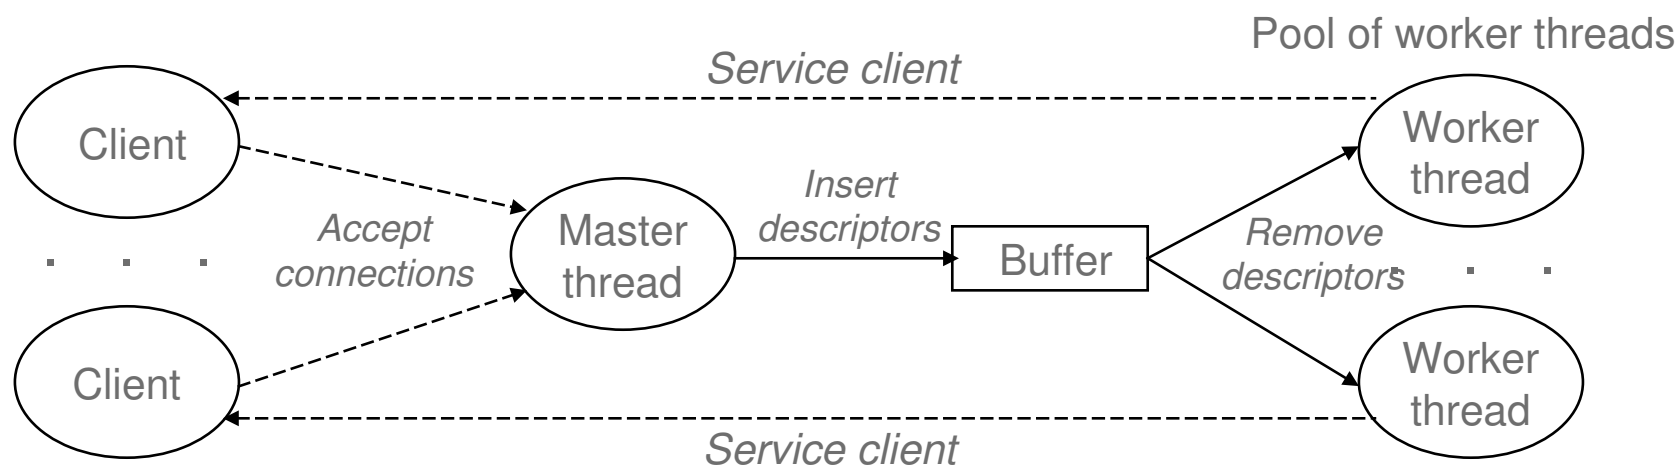 Pool of worker threads
Service client
Client
Worker
thread
Insert
descriptors
Accept
connections
Master
thread
Buffer
Remove
descriptors
. . .
. . .
Client
Worker
thread
Service client